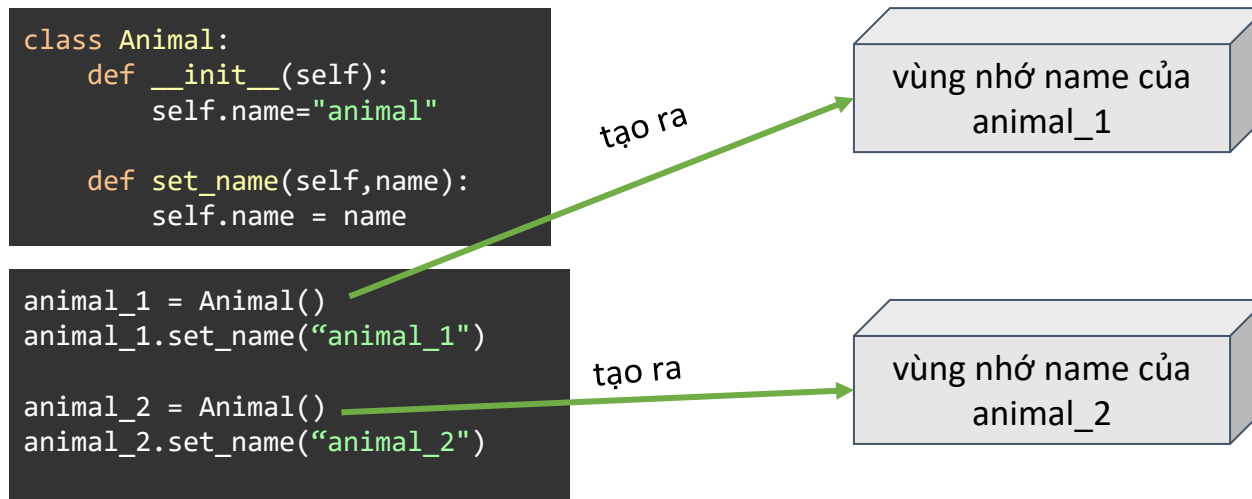 class Animal:
    def __init__(self):
        self.name="animal"
    def set_name(self,name):
        self.name = name
animal_1 = Animal()
animal_1.set_name(“animal_1")
animal_2 = Animal()
animal_2.set_name(“animal_2")
tạo ra
vùng nhớ name của
animal_1
tạo ra
vùng nhớ name của
animal_2